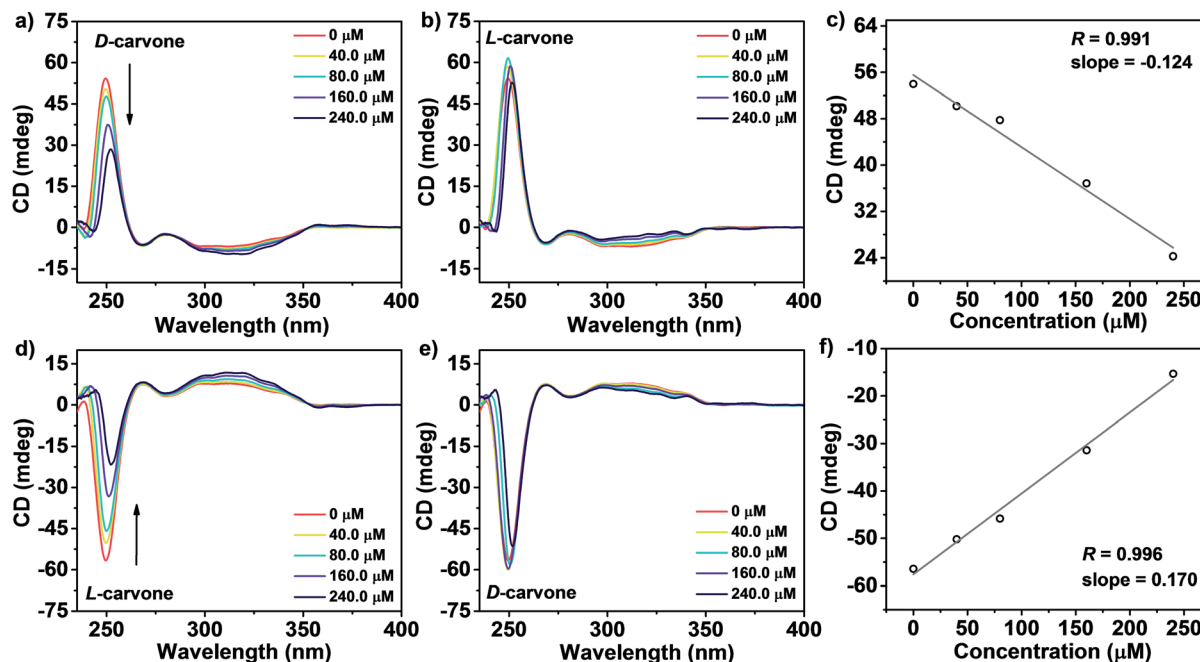 a)
D-carvone
0 μM
40.0 μM
80.0 μM
160.0 μM
240.0 μM
75
60
45
30
15
0
-15
CD (mdeg)
250 300 350 400
Wavelength (nm)
b)
L-carvone
0 μM
40.0 μM
80.0 μM
160.0 μM
240.0 μM
75
60
45
30
15
0
-15
CD (mdeg)
250 300 350 400
Wavelength (nm)
c)
R = 0.991
slope = -0.124
56
48
40
32
24
CD (mdeg)
0 50 100 150 200 250
Concentration (μM)
d)
L-carvone
0 μM
40.0 μM
80.0 μM
160.0 μM
240.0 μM
15
0
-15
-30
-45
-60
-75
CD (mdeg)
250 300 350 400
Wavelength (nm)
e)
D-carvone
0 μM
40.0 μM
80.0 μM
160.0 μM
240.0 μM
15
0
-15
-30
-45
-60
-75
CD (mdeg)
250 300 350 400
Wavelength (nm)
f)
R = 0.996
slope = 0.170
-10
-20
-30
-40
-50
-60
CD (mdeg)
0 50 100 150 200 250
Concentration (μM)